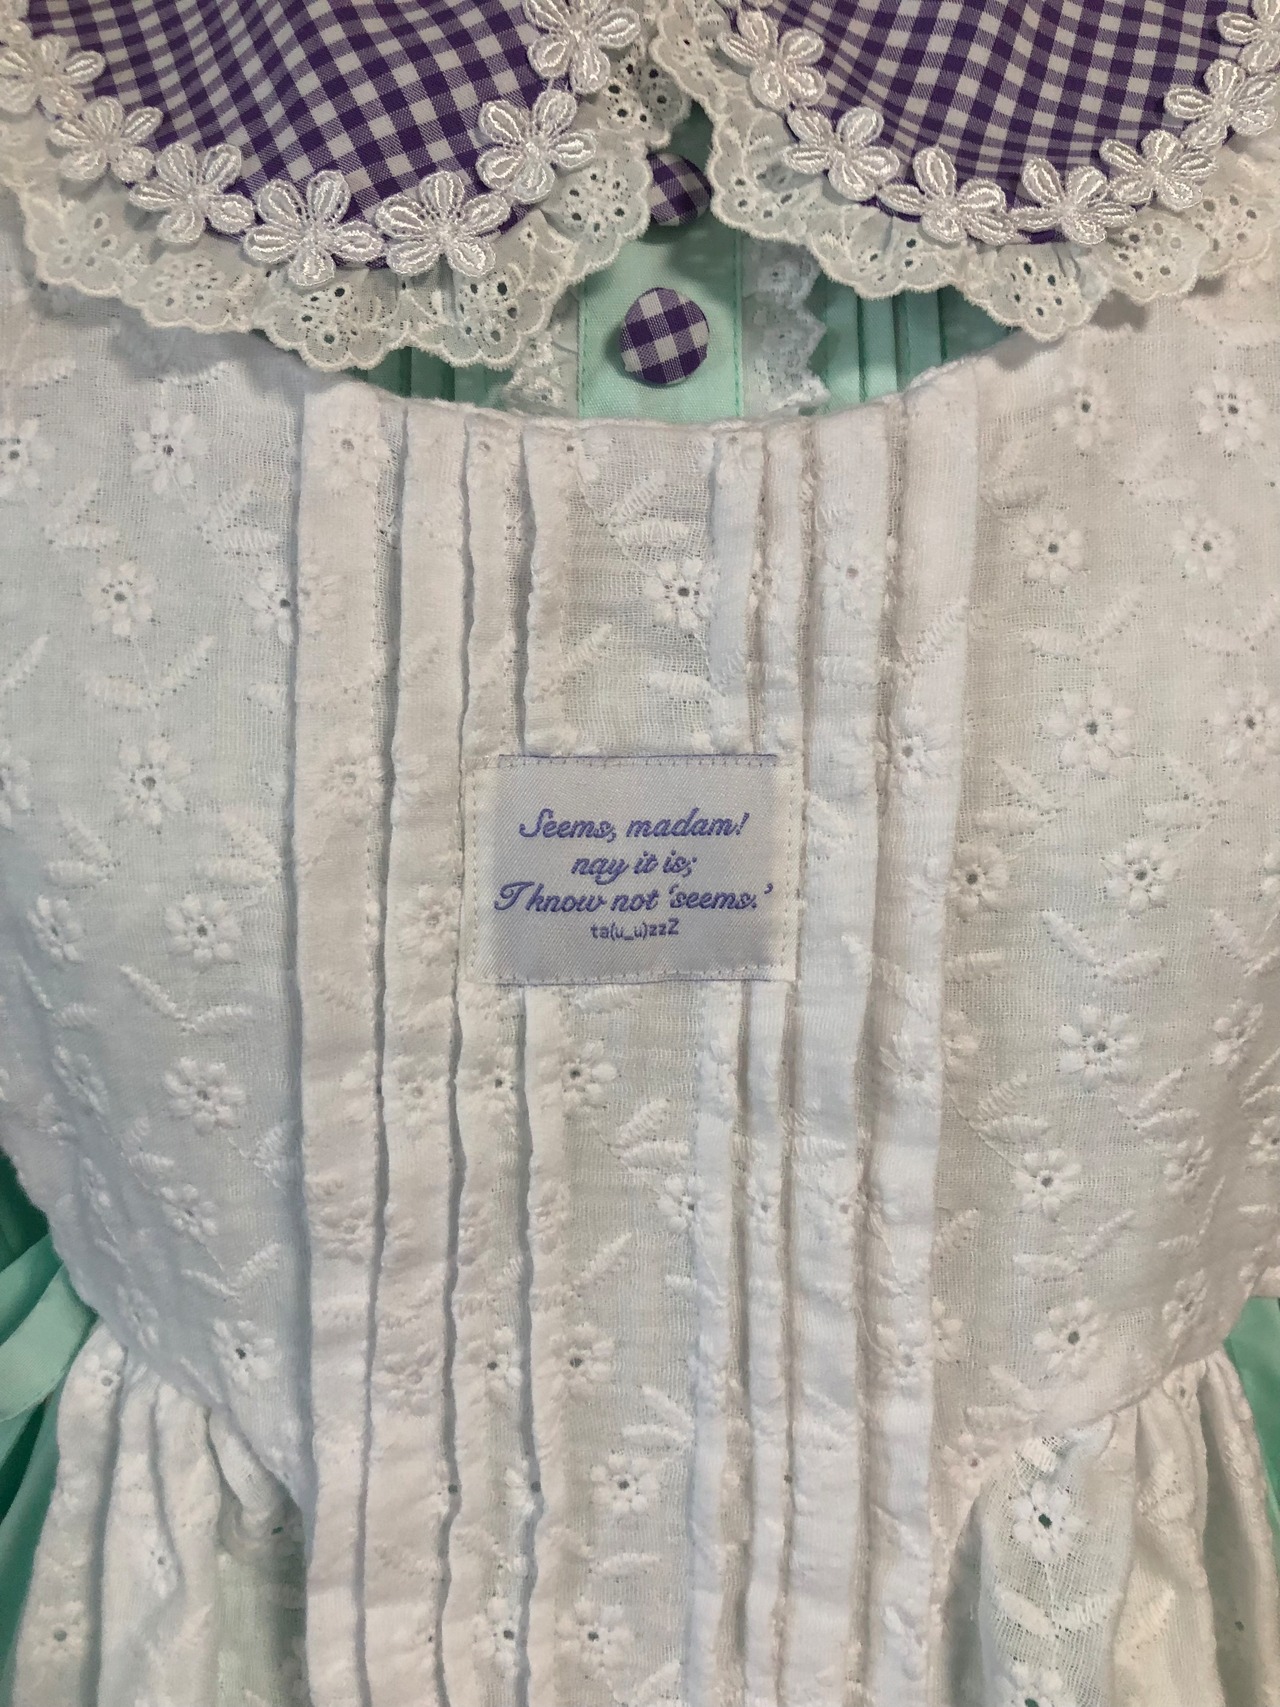 Seems, madam!
nay it is;
I know not ‘seems.’
ta(u_u)zzZ